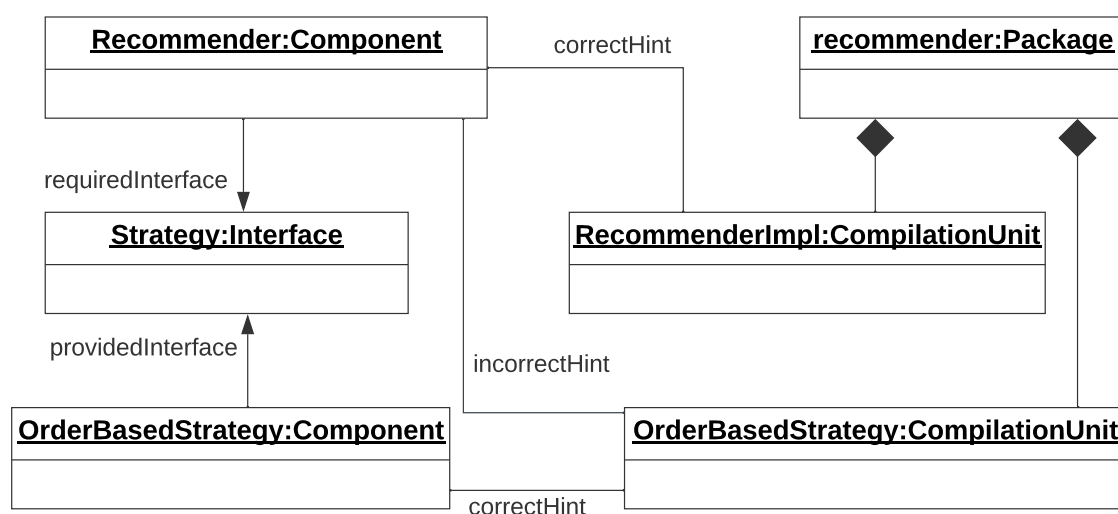 Recommender:Component
correctHint
recommender:Package
requiredInterface
Strategy:Interface
RecommenderImpl:CompilationUnit
providedInterface
incorrectHint
OrderBasedStrategy:Component
OrderBasedStrategy:CompilationUnit
correctHint